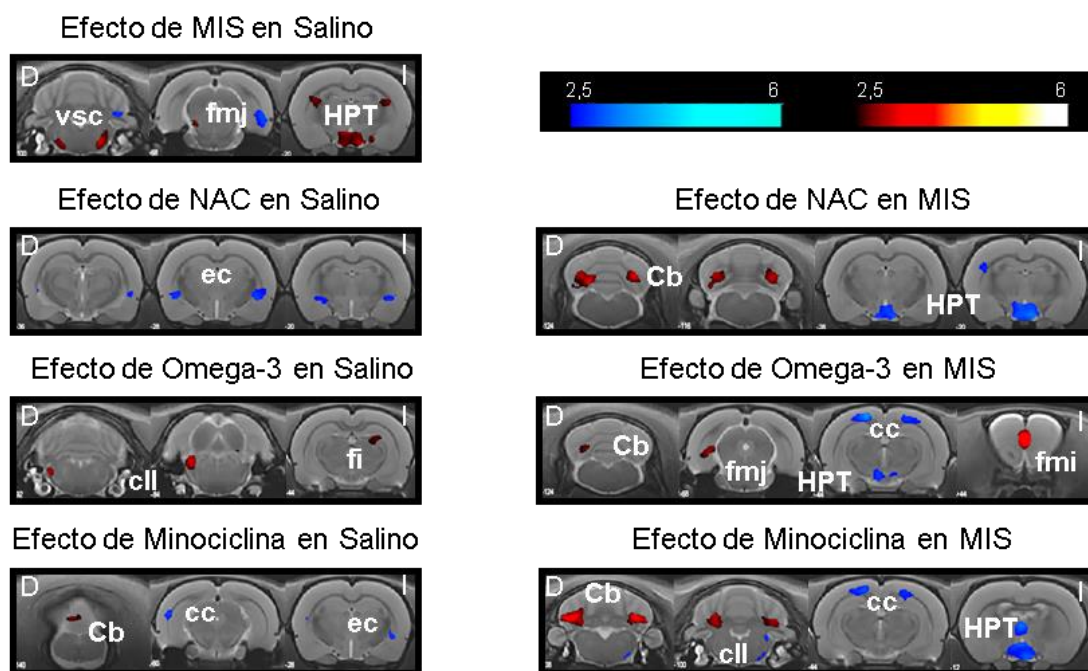 Efecto de MIS en Salino
D vsc fmj HPT I
2,5 6 2,5 6
Efecto de NAC en Salino
D ec I
Efecto de NAC en MIS
D Cb HPT I
Efecto de Omega-3 en Salino
D cll fi I
Efecto de Omega-3 en MIS
D Cb fmj HPT cc fmi I
Efecto de Minociclina en Salino
D Cb cc ec I
Efecto de Minociclina en MIS
D Cb cll cc HPT I